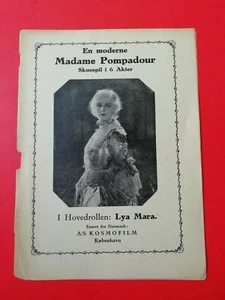 En moderne
Madame Pompadour
Skuespil i 6 Akter
I Hovedrollen: Lya Mara.
Eneret for Danmark:
A/S KOSMOFILM
København